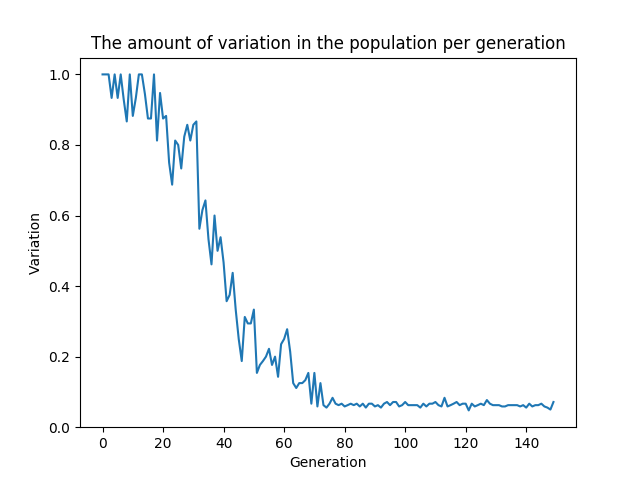 The amount of variation in the population per generation
1.0
0.8
0.6
0.4
0.2
0.0
Variation
0 20 40 60 80 100 120 140
Generation